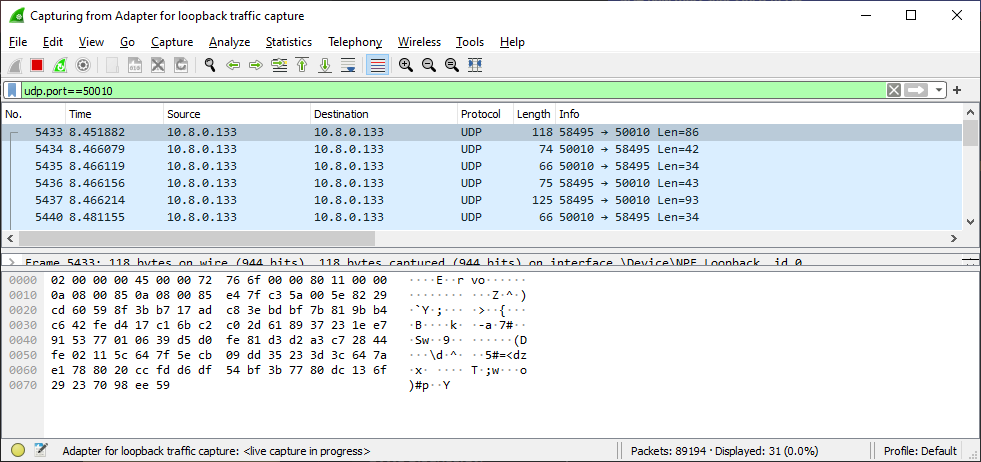 Capturing from Adapter for loopback traffic capture
File Edit View Go Capture Analyze Statistics Telephony Wireless Tools Help
udp.port==50010
No. Time Source Destination Protocol Length Info
5433 8.451882 10.8.0.133 10.8.0.133 UDP 118 58495 → 50010 Len=86
5434 8.466079 10.8.0.133 10.8.0.133 UDP 74 50010 → 58495 Len=42
5435 8.466119 10.8.0.133 10.8.0.133 UDP 66 50010 → 58495 Len=34
5436 8.466156 10.8.0.133 10.8.0.133 UDP 75 50010 → 58495 Len=43
5437 8.466214 10.8.0.133 10.8.0.133 UDP 125 50010 → 58495 Len=93
5440 8.481155 10.8.0.133 10.8.0.133 UDP 66 50010 → 58495 Len=34
Frame 5433: 118 bytes on wire (944 bits), 118 bytes captured (944 bits) on interface \Device\NPF_Loopback, id 0
0000 02 00 00 00 45 00 00 72 76 6f 00 00 80 11 00 00 ····E··r vo······
0010 0a 08 00 85 0a 08 00 85 e4 7f c3 5a 00 5e 82 29 ········ ···Z·^·)
0020 cd 60 59 8f 3b b7 17 ad c8 3e bd bf 7b 81 9b b4 ·`Y·;··· ·>··{···
0030 c6 42 fe d4 17 c1 6b c2 c0 2d 61 89 37 23 1e e7 ·B····k· ·-a·7#··
0040 91 53 77 01 06 39 d5 d0 fe 81 d3 d2 a3 c7 28 44 ·Sw··9·· ······(D
0050 fe 02 11 5c 64 7f 5e cb 09 dd 35 23 3d 3c 64 7a ···\d·^· ··5#=<dz
0060 e1 78 80 20 cc fd d6 df 54 bf 3b 77 80 dc 13 6f ·x· ···· T·;w···o
0070 29 23 70 98 ee 59 )#p··Y
Adapter for loopback traffic capture: <live capture in progress> Packets: 89194 · Displayed: 31 (0.0%) Profile: Default